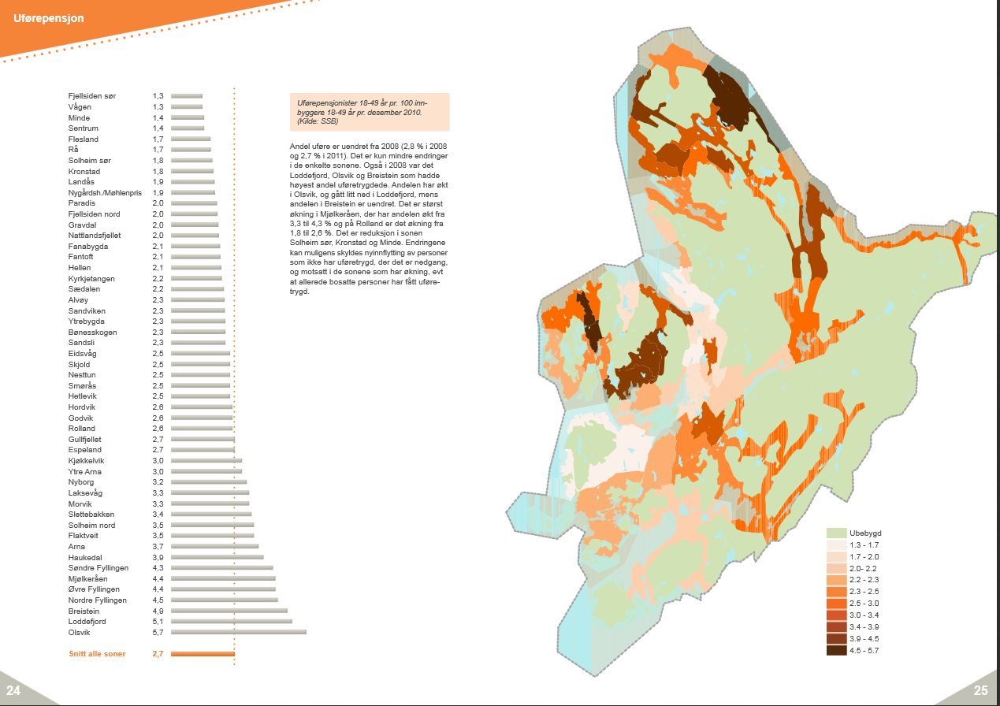 Uførepensjon
Fjellsiden sør 1,3
Vågen 1,3
Minde 1,4
Sentrum 1,4
Flesland 1,7
Rå 1,7
Solheim sør 1,8
Kronstad 1,8
Landås 1,9
Nygårdsh./Møhlenpris 1,9
Paradis 2,0
Fjellsiden nord 2,0
Gravdal 2,0
Nattlandsfjellet 2,0
Fanabygda 2,1
Fantoft 2,1
Hellen 2,1
Kyrkjetangen 2,2
Sædalen 2,2
Alvøy 2,3
Sandviken 2,3
Ytrebygda 2,3
Bønesskogen 2,3
Sandsli 2,3
Eidsvåg 2,5
Skjold 2,5
Nesttun 2,5
Smørås 2,5
Hetlevik 2,5
Hordvik 2,6
Godvik 2,6
Rolland 2,6
Gullfjellet 2,7
Espeland 2,7
Kjøkkelvik 3,0
Ytre Arna 3,0
Nyborg 3,2
Laksevåg 3,3
Morvik 3,3
Slettebakken 3,4
Solheim nord 3,5
Flaktveit 3,5
Arna 3,7
Haukedal 3,9
Søndre Fyllingen 4,3
Mjølkeråen 4,4
Øvre Fyllingen 4,4
Nordre Fyllingen 4,5
Breistein 4,9
Loddefjord 5,1
Olsvik 5,7
Snitt alle soner 2,7
Uførepensjonister 18-49 år pr. 100 inn-
byggere 18-49 år pr. desember 2010.
(Kilde: SSB)
Andel uføre er uendret fra 2008 (2,8 % i 2008
og 2,7 % i 2011). Det er kun mindre endringer
i de enkelte sonene. Også i 2008 var det
Loddefjord, Olsvik og Breistein som hadde
høyest andel uføretrygdede. Andelen har økt
i Olsvik, og gått litt ned i Loddefjord, mens
andelen i Breistein er uendret. Det er størst
økning i Mjølkeråen, der har andelen økt fra
3,3 til 4,3 % og på Rolland er det økning fra
1,8 til 2,6 %. Det er reduksjon i sonen
Solheim sør, Kronstad og Minde. Endringene
kan muligens skyldes nyinnflytting av personer
som ikke har uføretrygd, der det er nedgang,
og motsatt i de sonene som har økning, evt
at allerede bosatte personer har fått uføre-
trygd.
Ubebygd
1.3 - 1.7
1.7 - 2.0
2.0- 2.2
2.2 - 2.3
2.3 - 2.5
2.5 - 3.0
3.0 - 3.4
3.4 - 3.9
3.9 - 4.5
4.5 - 5.7
24
25